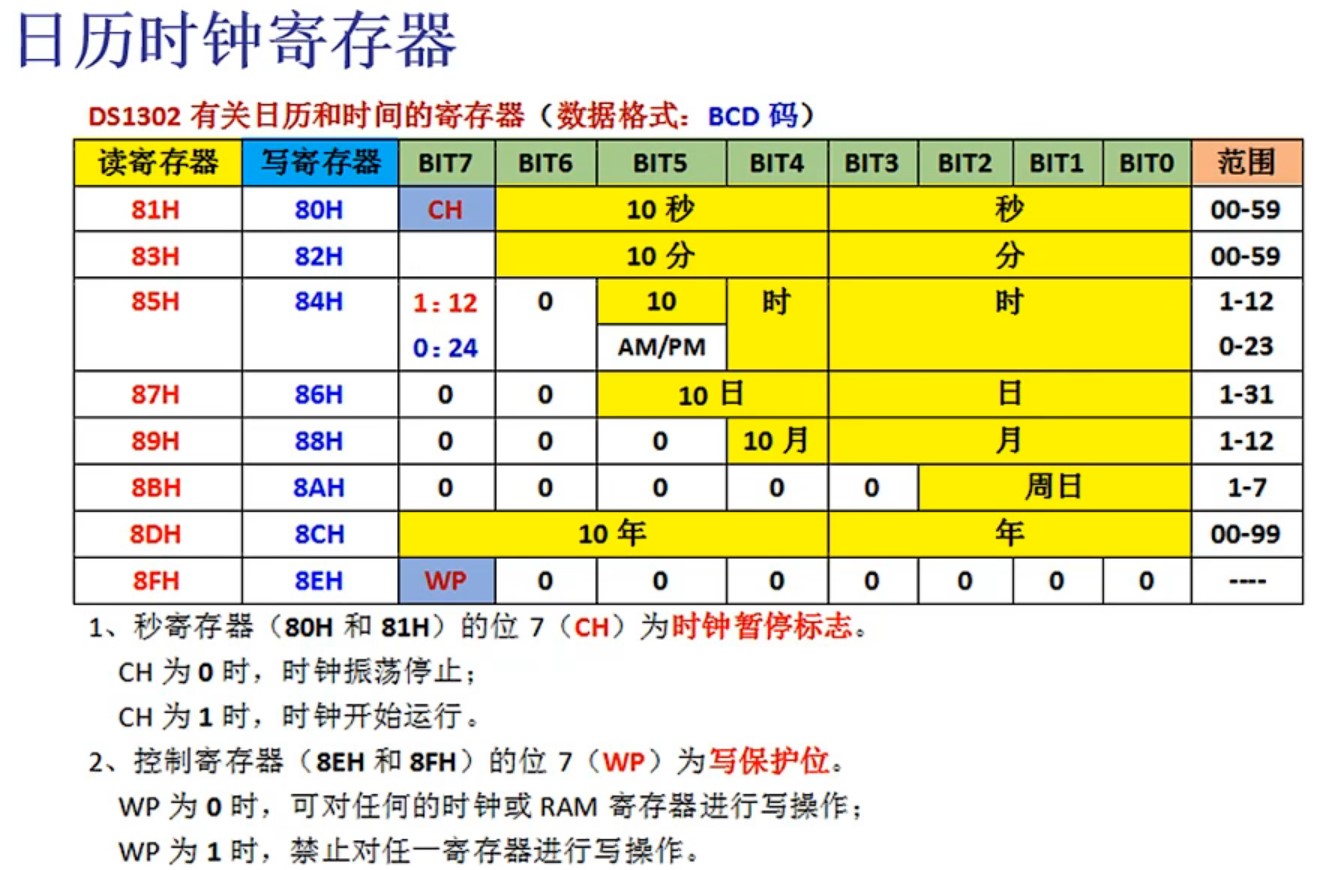 日历时钟寄存器
DS1302 有关日历和时间的寄存器（数据格式：BCD 码）
读寄存器 写寄存器 BIT7 BIT6 BIT5 BIT4 BIT3 BIT2 BIT1 BIT0 范围
81H 80H CH 10 秒 秒 00-59
83H 82H 10 分 分 00-59
85H 84H 1：12 0 10 时 时 1-12
0：24 AM/PM 0-23
87H 86H 0 0 10 日 日 1-31
89H 88H 0 0 0 10 月 月 1-12
8BH 8AH 0 0 0 0 0 周日 1-7
8DH 8CH 10 年 年 00-99
8FH 8EH WP 0 0 0 0 0 0 0 ----
1、秒寄存器（80H 和 81H）的位 7（CH）为时钟暂停标志。
CH 为 0 时，时钟振荡停止；
CH 为 1 时，时钟开始运行。
2、控制寄存器（8EH 和 8FH）的位 7（WP）为写保护位。
WP 为 0 时，可对任何的时钟或 RAM 寄存器进行写操作；
WP 为 1 时，禁止对任一寄存器进行写操作。